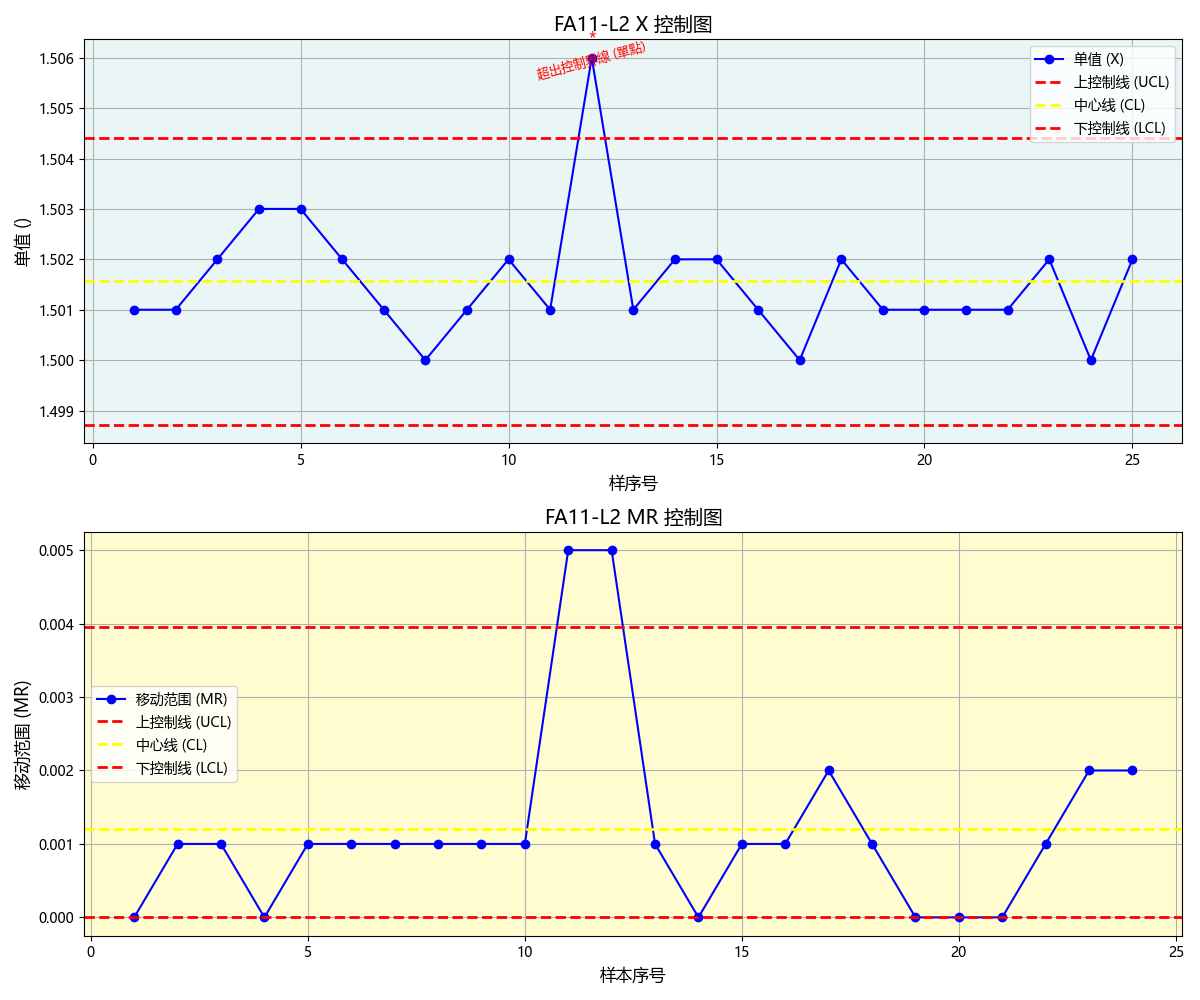 FA11-L2 X 控制图
*
超出控制界線 (單點)
1.506
1.505
1.504
1.503
1.502
1.501
1.500
1.499
单值 ()
单值 (X)
上控制线 (UCL)
中心线 (CL)
下控制线 (LCL)
0
5
10
15
20
25
样序号
FA11-L2 MR 控制图
0.005
0.004
0.003
0.002
0.001
0.000
移动范围 (MR)
移动范围 (MR)
上控制线 (UCL)
中心线 (CL)
下控制线 (LCL)
0
5
10
15
20
25
样本序号